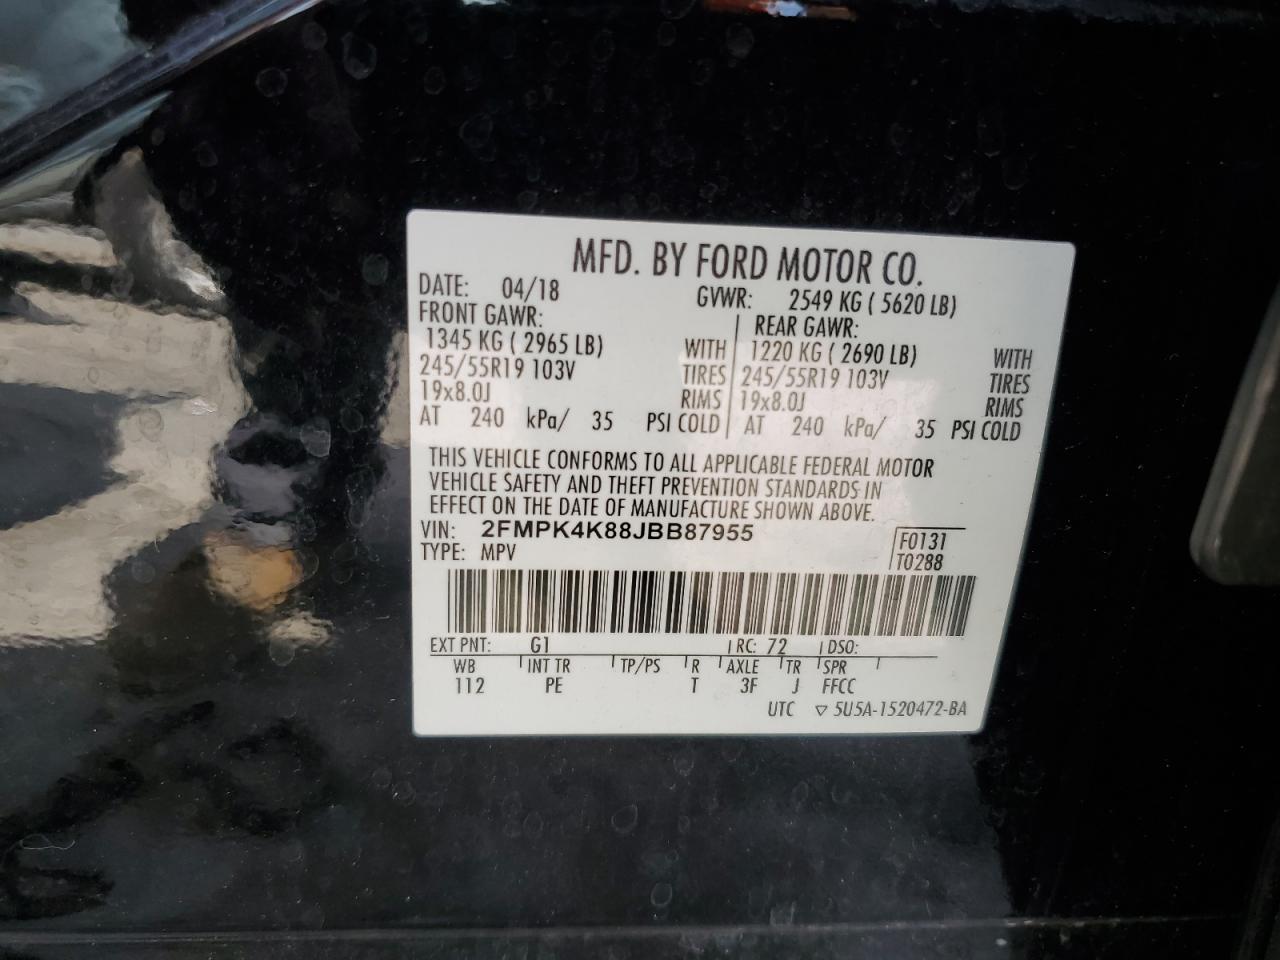 MFD. BY FORD MOTOR CO.
DATE: 04/18 GVWR: 2549 KG ( 5620 LB)
FRONT GAWR: REAR GAWR:
1345 KG ( 2965 LB) WITH 1220 KG ( 2690 LB) WITH
245/55R19 103V TIRES 245/55R19 103V TIRES
19x8.0J RIMS 19x8.0J RIMS
AT 240 kPa/ 35 PSI COLD AT 240 kPa/ 35 PSI COLD
THIS VEHICLE CONFORMS TO ALL APPLICABLE FEDERAL MOTOR
VEHICLE SAFETY AND THEFT PREVENTION STANDARDS IN
EFFECT ON THE DATE OF MANUFACTURE SHOWN ABOVE.
VIN: 2FMPK4K88JBB87955 F0131
TYPE: MPV T0288
EXT PNT: G1 RC: 72 DSO:
WB INT TR TP/PS R AXLE TR SPR
112 PE T 3F J FFCC
UTC ▽ 5U5A-1520472-BA